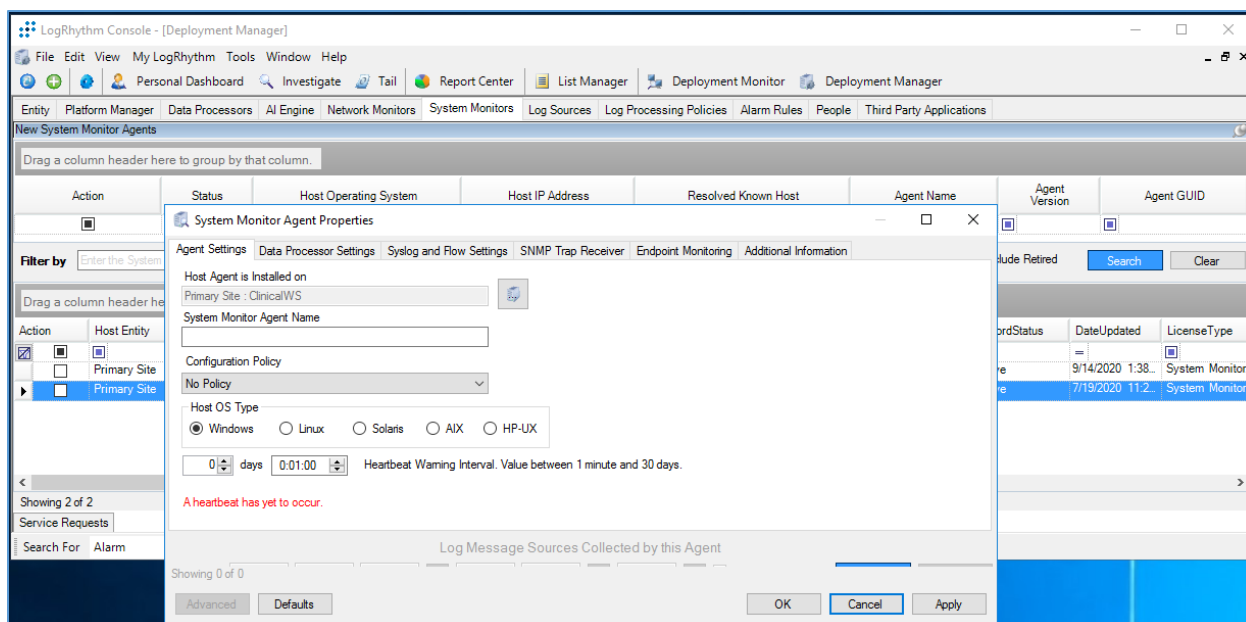 LogRhythm Console - [Deployment Manager]
File Edit View My LogRhythm Tools Window Help
Personal Dashboard Investigate Tail Report Center List Manager Deployment Monitor Deployment Manager
Entity Platform Manager Data Processors AI Engine Network Monitors System Monitors Log Sources Log Processing Policies Alarm Rules People Third Party Applications
New System Monitor Agents
Drag a column header here to group by that column.
Action Status Host Operating System Host IP Address Resolved Known Host Agent Name Agent Version Agent GUID
System Monitor Agent Properties
Agent Settings Data Processor Settings Syslog and Flow Settings SNMP Trap Receiver Endpoint Monitoring Additional Information
Filter by Enter the System
Retired Search Clear
Host Agent is Installed on
Primary Site : ClinicalWS
Drag a column header he
System Monitor Agent Name
Action Host Entity
ordStatus DateUpdated LicenseType
=
Configuration Policy
No Policy
Primary Site
9/14/2020 1:38... System Monitor
Primary Site
7/19/2020 11:2... System Monitor
Host OS Type
Windows Linux Solaris AIX HP-UX
0 days 0:01:00 Heartbeat Warning Interval. Value between 1 minute and 30 days.
A heartbeat has yet to occur.
Showing 2 of 2
Service Requests
Search For Alarm
Log Message Sources Collected by this Agent
Showing 0 of 0
Advanced Defaults OK Cancel Apply